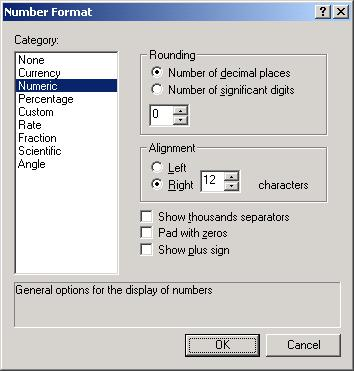 Number Format
Category:
None
Currency
Numeric
Percentage
Custom
Rate
Fraction
Scientific
Angle
Rounding
Number of decimal places
Number of significant digits
0
Alignment
Left
Right 12 characters
Show thousands separators
Pad with zeros
Show plus sign
General options for the display of numbers
OK Cancel